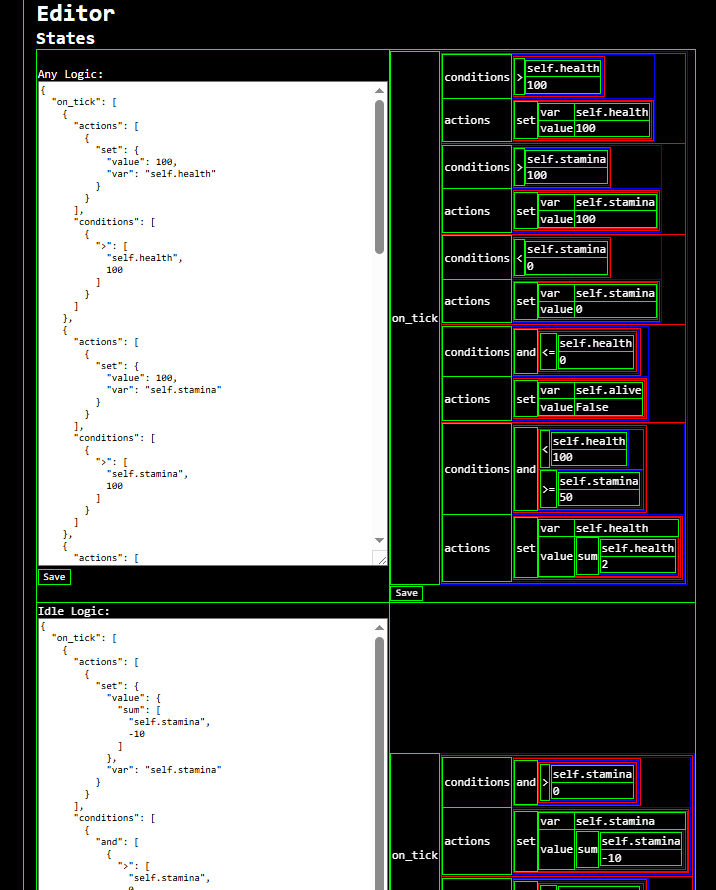 Editor
States
Any Logic:
{
  "on_tick": [
    {
      "actions": [
        {
          "set": {
            "value": 100,
            "var": "self.health"
          }
        }
      ],
      "conditions": [
        {
          ">": [
            "self.health",
            100
          ]
        }
      ]
    },
    {
      "actions": [
        {
          "set": {
            "value": 100,
            "var": "self.stamina"
          }
        }
      ],
      "conditions": [
        {
          ">": [
            "self.stamina",
            100
          ]
        }
      ]
    },
    {
      "actions": [
Save
on_tick
conditions > self.health
100
actions set var self.health
value 100
conditions > self.stamina
100
actions set var self.stamina
value 100
conditions < self.stamina
0
actions set var self.stamina
value 0
conditions and <= self.health
0
actions set var self.alive
value False
conditions and < self.health
100
>= self.stamina
50
actions set var self.health
value sum self.health
2
Save
Idle Logic:
{
  "on_tick": [
    {
      "actions": [
        {
          "set": {
            "value": {
              "sum": [
                "self.stamina",
                -10
              ]
            },
            "var": "self.stamina"
          }
        }
      ],
      "conditions": [
        {
          "and": [
            {
              ">": [
                "self.stamina",
on_tick
conditions and > self.stamina
0
actions set var self.stamina
value sum self.stamina
-10